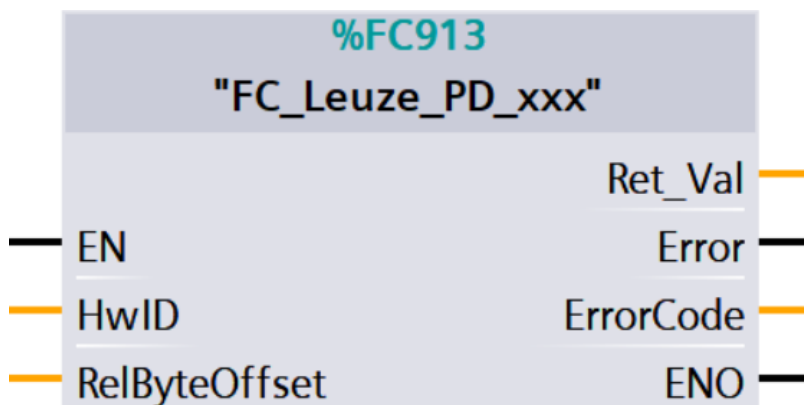 %FC913
"FC_Leuze_PD_xxx"
Ret_Val
EN Error
HwID ErrorCode
RelByteOffset ENO